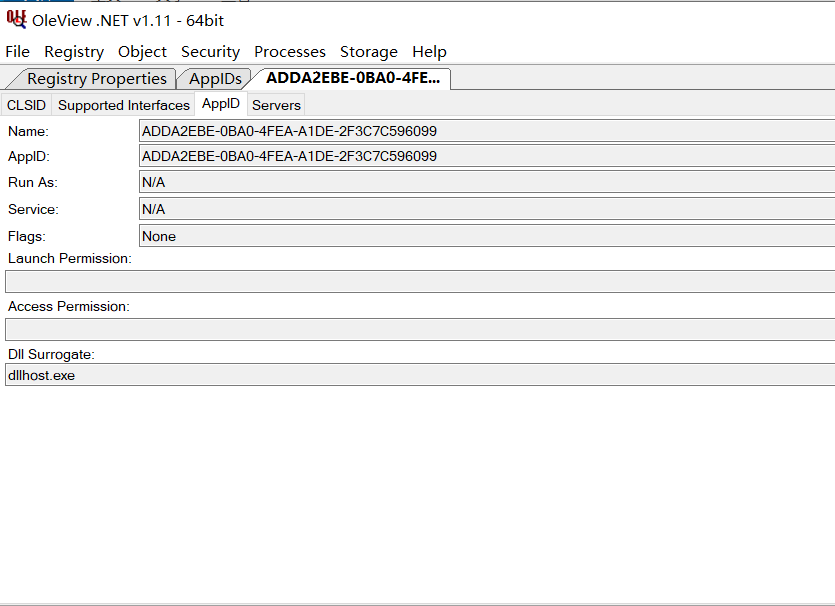 OleView .NET v1.11 - 64bit
File Registry Object Security Processes Storage Help
Registry Properties AppIDs ADDA2EBE-0BA0-4FE...
CLSID Supported Interfaces AppID Servers
Name: ADDA2EBE-0BA0-4FEA-A1DE-2F3C7C596099
AppID: ADDA2EBE-0BA0-4FEA-A1DE-2F3C7C596099
Run As: N/A
Service: N/A
Flags: None
Launch Permission:
Access Permission:
Dll Surrogate:
dllhost.exe